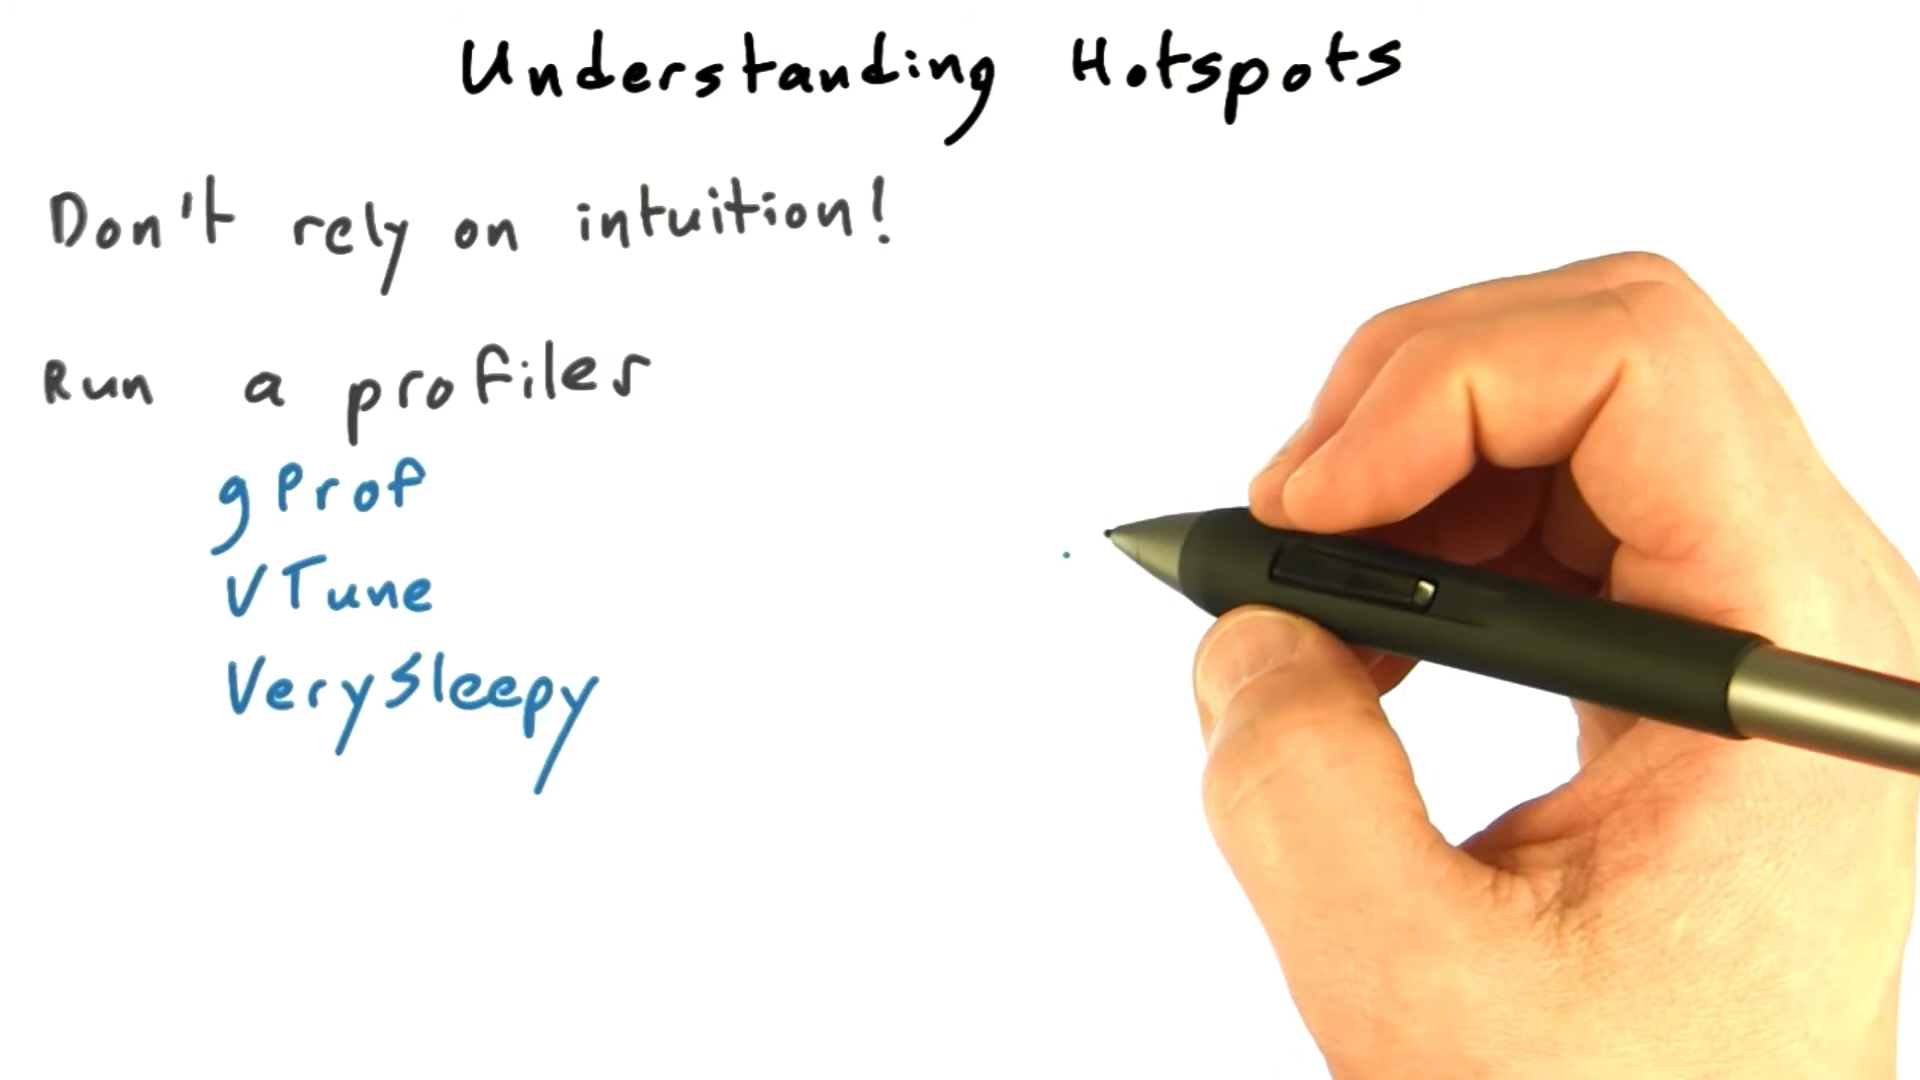 Understanding Hotspots
Don't rely on intuition!
Run a profiler
gprof
VTune
VerySleepy